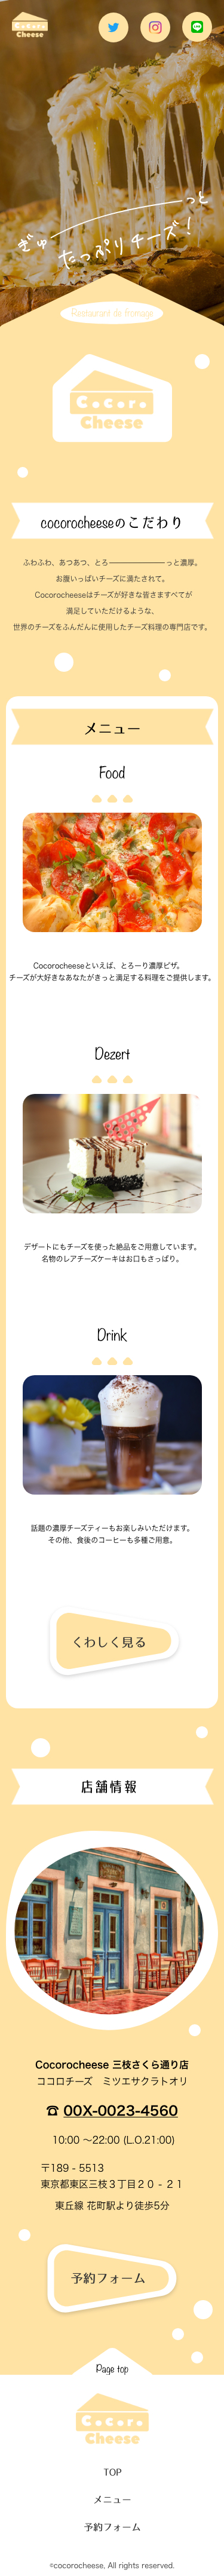 CoCoro
Cheese
ぎゅーっと
たっぷりチーズ！
Restaurant de fromage
CoCoro
Cheese
cocorocheeseのこだわり
ふわふわ、あつあつ、とろ――――――――っと濃厚。
お腹いっぱいチーズに満たされて。
Cocorocheeseはチーズが好きな皆さますべてが
満足していただけるような、
世界のチーズをふんだんに使用したチーズ料理の専門店です。
メニュー
Food
Cocorocheeseといえば、とろーり濃厚ピザ。
チーズが大好きなあなたがきっと満足する料理をご提供します。
Dezert
デザートにもチーズを使った絶品をご用意しています。
名物のレアチーズケーキはお口もさっぱり。
Drink
話題の濃厚チーズティーもお楽しみいただけます。
その他、食後のコーヒーも多種ご用意。
くわしく見る
店舗情報
Cocorocheese 三枝さくら通り店
ココロチーズ　ミツエサクラトオリ
☎ 00X-0023-4560
10:00 〜22:00 (L.O.21:00)
〒189 - 5513
東京都東区三枝３丁目２０ - ２１
東丘線 花町駅より徒歩5分
予約フォーム
Page top
CoCoro
Cheese
TOP
メニュー
予約フォーム
©cocorocheese, All rights reserved.